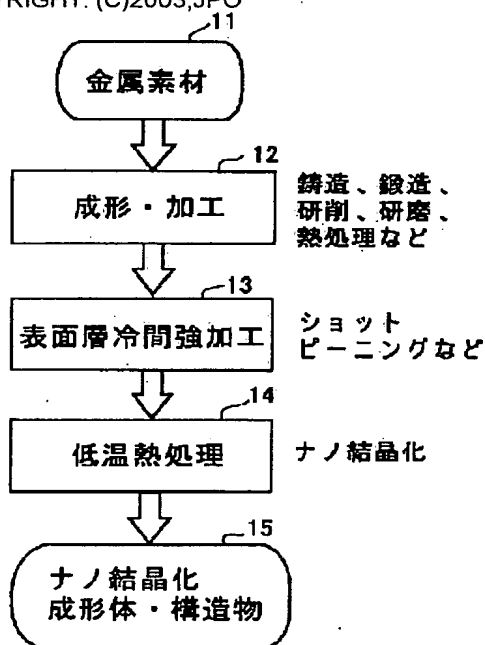 RIGHT: (C)2003,JPO
11
金属素材
12
成形・加工
鋳造、鍛造、
研削、研磨、
熱処理など
13
表面層冷間強加工
ショット
ピーニングなど
14
低温熱処理
ナノ結晶化
15
ナノ結晶化
成形体・構造物